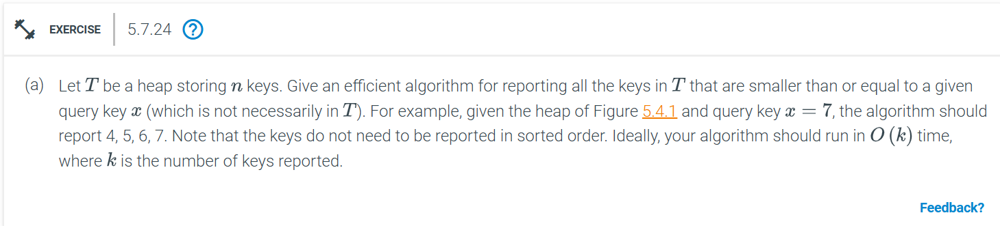 EXERCISE 5.7.24 ?
(a) Let T be a heap storing n keys. Give an efficient algorithm for reporting all the keys in T that are smaller than or equal to a given
query key x (which is not necessarily in T). For example, given the heap of Figure 5.4.1 and query key x = 7, the algorithm should
report 4, 5, 6, 7. Note that the keys do not need to be reported in sorted order. Ideally, your algorithm should run in O (k) time,
where k is the number of keys reported.
Feedback?